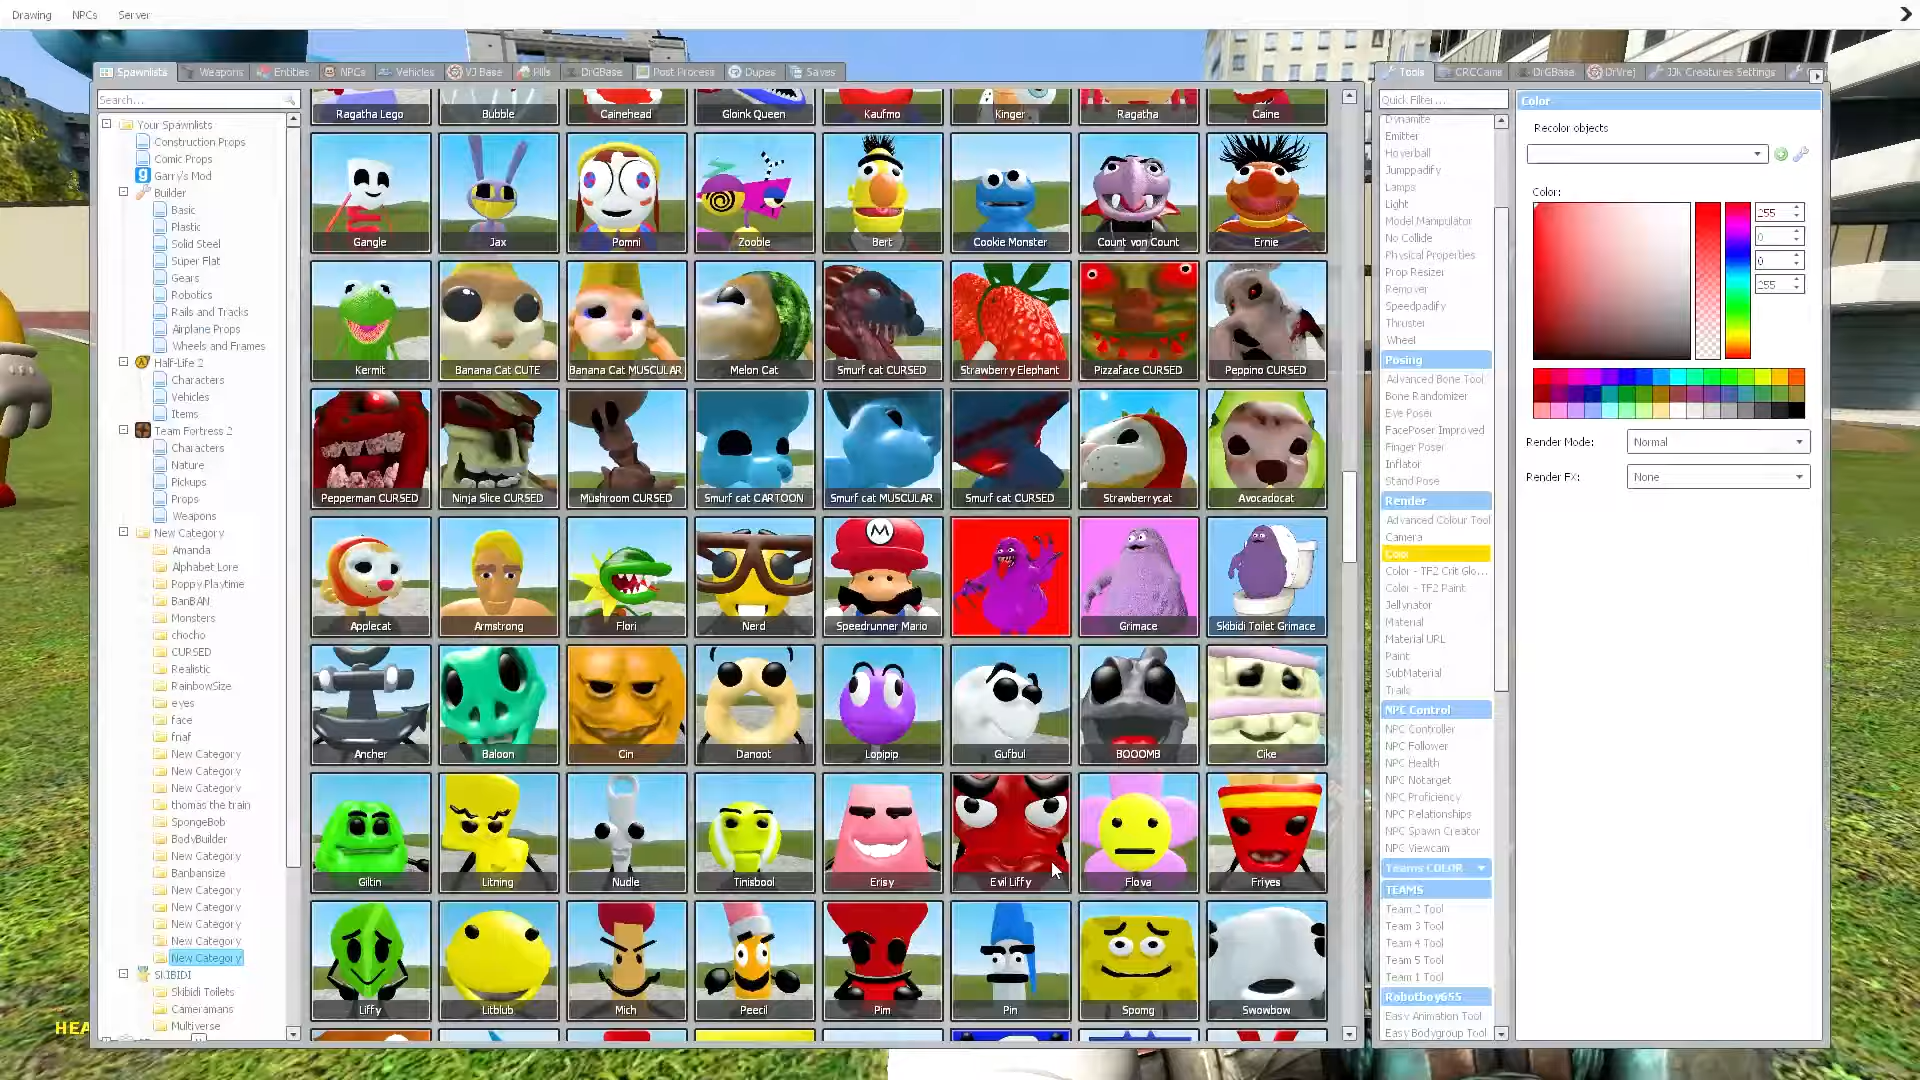 Drawing NPCs Server
Spawnlists Weapons Entities NPCs Vehicles VJ Base Pills DrGBase Post Process Dupes Saves
Search...
Your Spawnlists
Construction Props
Comic Props
Garry's Mod
Builder
Basic
Plastic
Solid Steel
Super Flat
Gears
Robotics
Rails and Tracks
Airplane Props
Wheels and Frames
Half-Life 2
Characters
Vehicles
Items
Team Fortress 2
Characters
Nature
Pickups
Props
Weapons
New Category
Amanda
Alphabet Lore
Poppy Playtime
BanBAN
Monsters
chocho
CURSED
Realistic
RainbowSize
eyes
face
fnaf
New Category
New Category
New Category
thomas the train
SpongeBob
BodyBuilder
New Category
Banbansize
New Category
New Category
New Category
New Category
New Category
SKIBIDI
Skibidi Toilets
Cameramans
Multiverse
Ragatha Lego Bubble Cainehead Gloink Queen Kaufmo Kinger Ragatha Caine
Gangle Jax Pomni Zooble Bert Cookie Monster Count von Count Ernie
Kermit Banana Cat CUTE Banana Cat MUSCULAR Melon Cat Smurf cat CURSED Strawberry Elephant Pizzaface CURSED Peppino CURSED
Pepperman CURSED Ninja Slice CURSED Mushroom CURSED Smurf cat CARTOON Smurf cat MUSCULAR Smurf cat CURSED Strawberrycat Avocadocat
M
Applecat Armstrong Flori Nerd Speedrunner Mario Grimace Skibidi Toilet Grimace
Ancher Baloon Cin Danoot Lopipip Gufbul BOOOMB Cike
Giltin Litning Nudle Tinisbool Erisy Evil Liffy Flova Friyes
Liffy Litblub Mich Peecil Pim Pin Spomg Swowbow
HEA
Tools CRCCams DrGBase DrVrej JJk Creatures Settings
Quick Filter...
Dynamite
Emitter
Hoverball
Jumppadify
Lamps
Light
Model Manipulator
No Collide
Physical Properties
Prop Resizer
Remover
Speedpadify
Thruster
Wheel
Posing
Advanced Bone Tool
Bone Randomizer
Eye Poser
FacePoser Improved
Finger Poser
Inflator
Stand Pose
Render
Advanced Colour Tool
Camera
Color
Color - TF2 Crit Glo...
Color - TF2 Paint
Jellynator
Material
Material URL
Paint
SubMaterial
Trails
NPC Control
NPC Controller
NPC Follower
NPC Health
NPC Notarget
NPC Proficiency
NPC Relationships
NPC Spawn Creator
NPC Viewcam
Teams COLOR
TEAMS
Team 2 Tool
Team 3 Tool
Team 4 Tool
Team 5 Tool
Team 1 Tool
Robotboy655
Easy Animation Tool
Easy Bodygroup Tool
Color
Recolor objects
Color:
255
0
0
255
Render Mode: Normal
Render FX: None